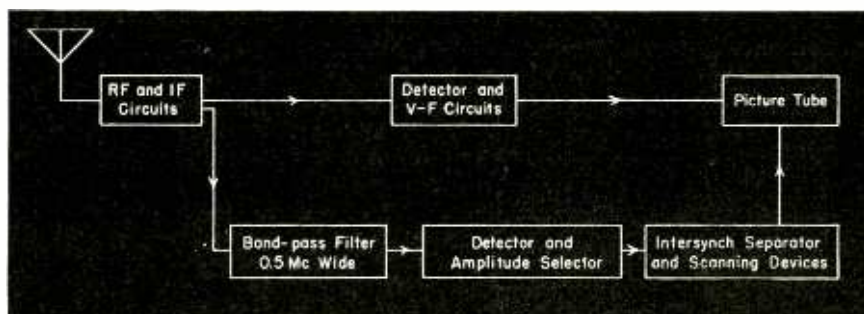 RF and IF
Circuits
Detector and
V-F Circuits
Picture Tube
Band-pass Filter
0.5 Mc Wide
Detector and
Amplitude Selector
Intersynch Separator
and Scanning Devices